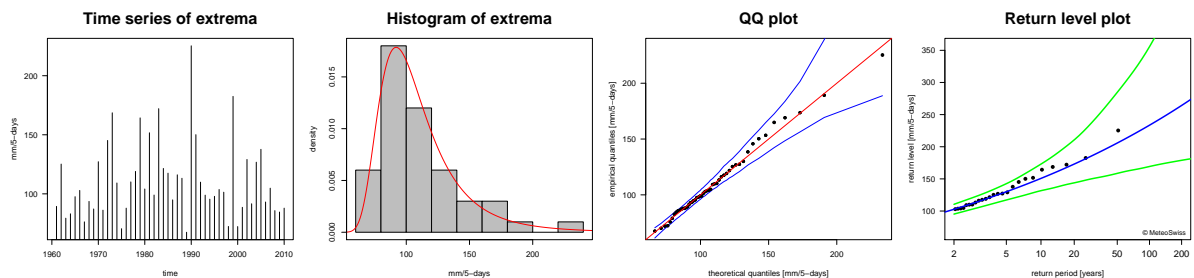 Time series of extrema
mm/5-days
200
150
100
1960 1970 1980 1990 2000 2010
time
Histogram of extrema
density
0.015
0.010
0.005
0.000
100 150 200
mm/5-days
QQ plot
empirical quantiles [mm/5-days]
200
150
100
100 150 200
theoretical quantiles [mm/5-days]
Return level plot
return level [mm/5-days]
350
300
250
200
150
100
© MeteoSwiss
2 5 10 20 50 100 200
return period [years]